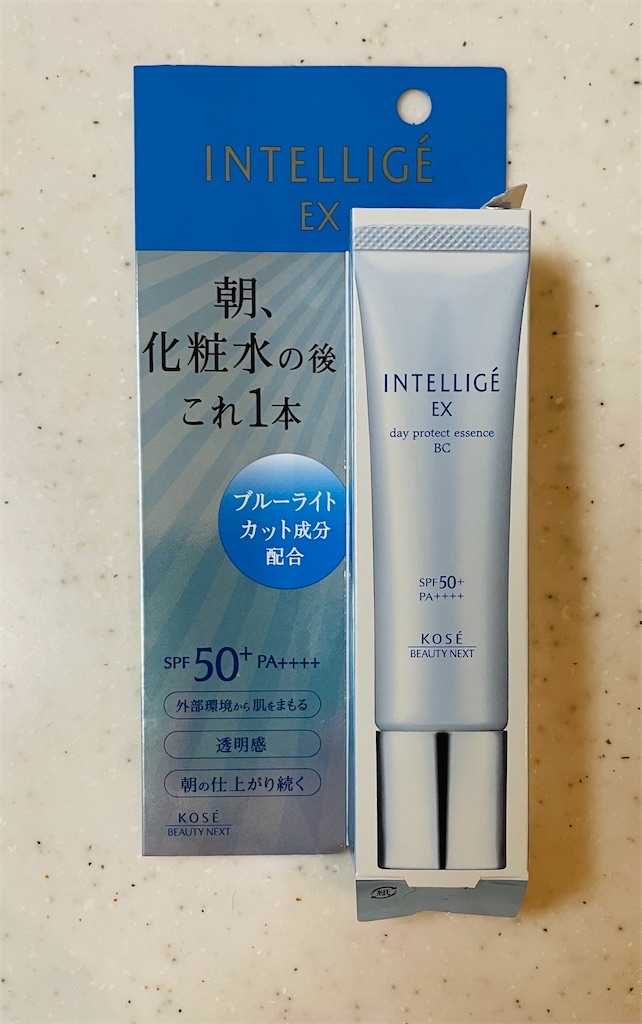 INTELLIGÉ
EX
朝、
化粧水の後
これ1本
ブルーライト
カット成分
配合
SPF 50+ PA++++
外部環境から肌をまもる
透明感
朝の仕上がり続く
KOSÉ
BEAUTY NEXT
INTELLIGÉ
EX
day protect essence
BC
SPF50+
PA++++
KOSÉ
BEAUTY NEXT
紙